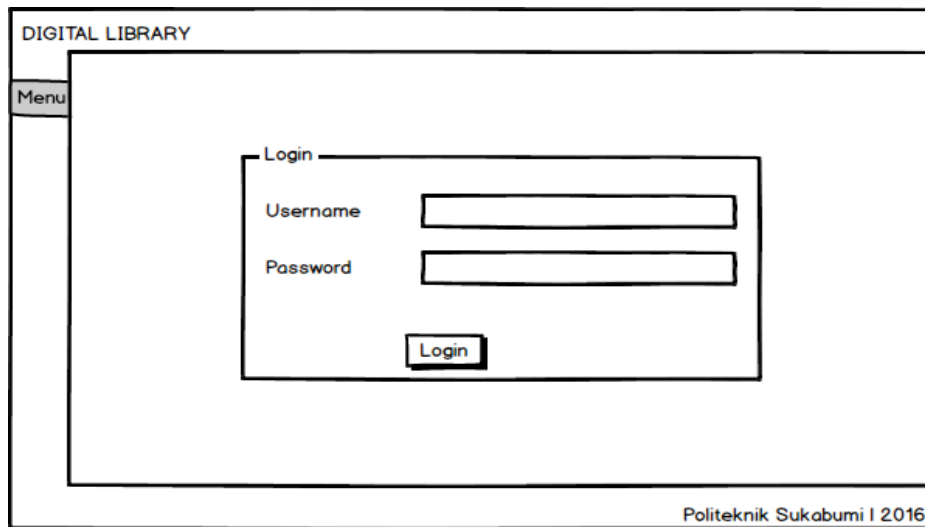 DIGITAL LIBRARY
Menu
Login
Username
Password
Login
Politeknik Sukabumi | 2016